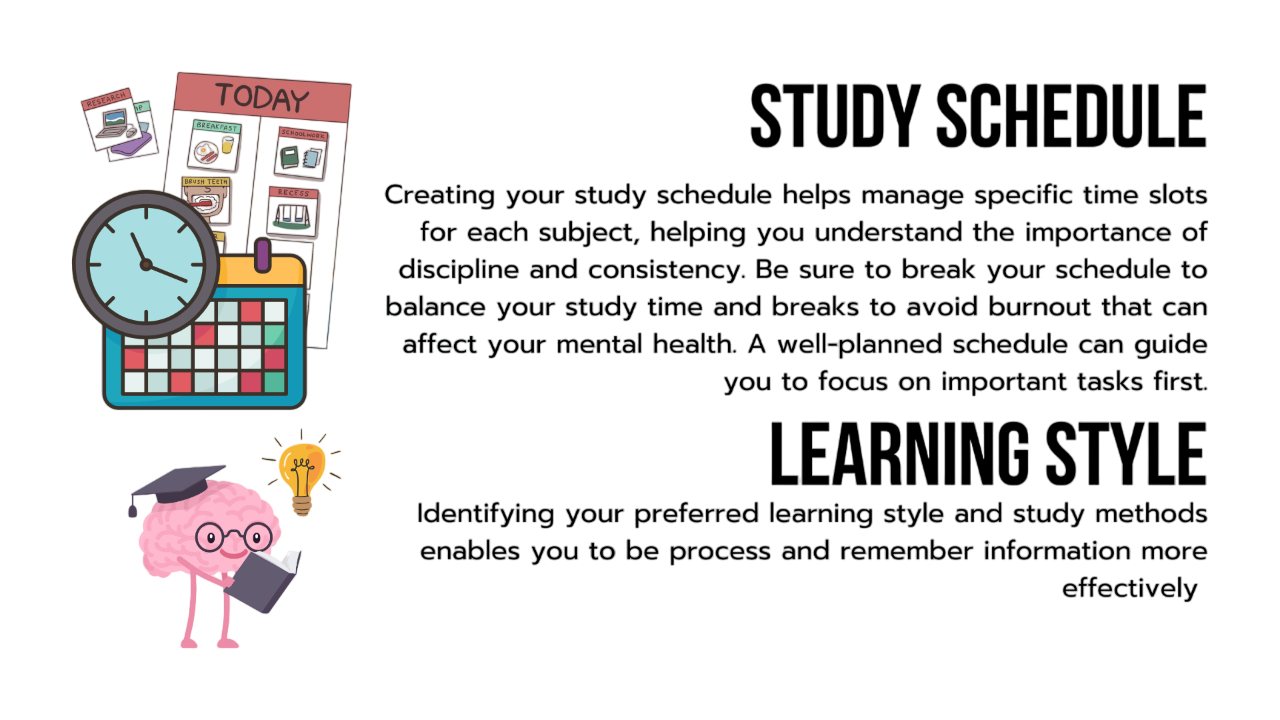 RESEARCH
TODAY
BREAKFAST
SCHOOLWORK
BRUSH TEETH
RECESS
STUDY SCHEDULE
Creating your study schedule helps manage specific time slots
for each subject, helping you understand the importance of
discipline and consistency. Be sure to break your schedule to
balance your study time and breaks to avoid burnout that can
affect your mental health. A well-planned schedule can guide
you to focus on important tasks first.
LEARNING STYLE
Identifying your preferred learning style and study methods
enables you to be process and remember information more
effectively